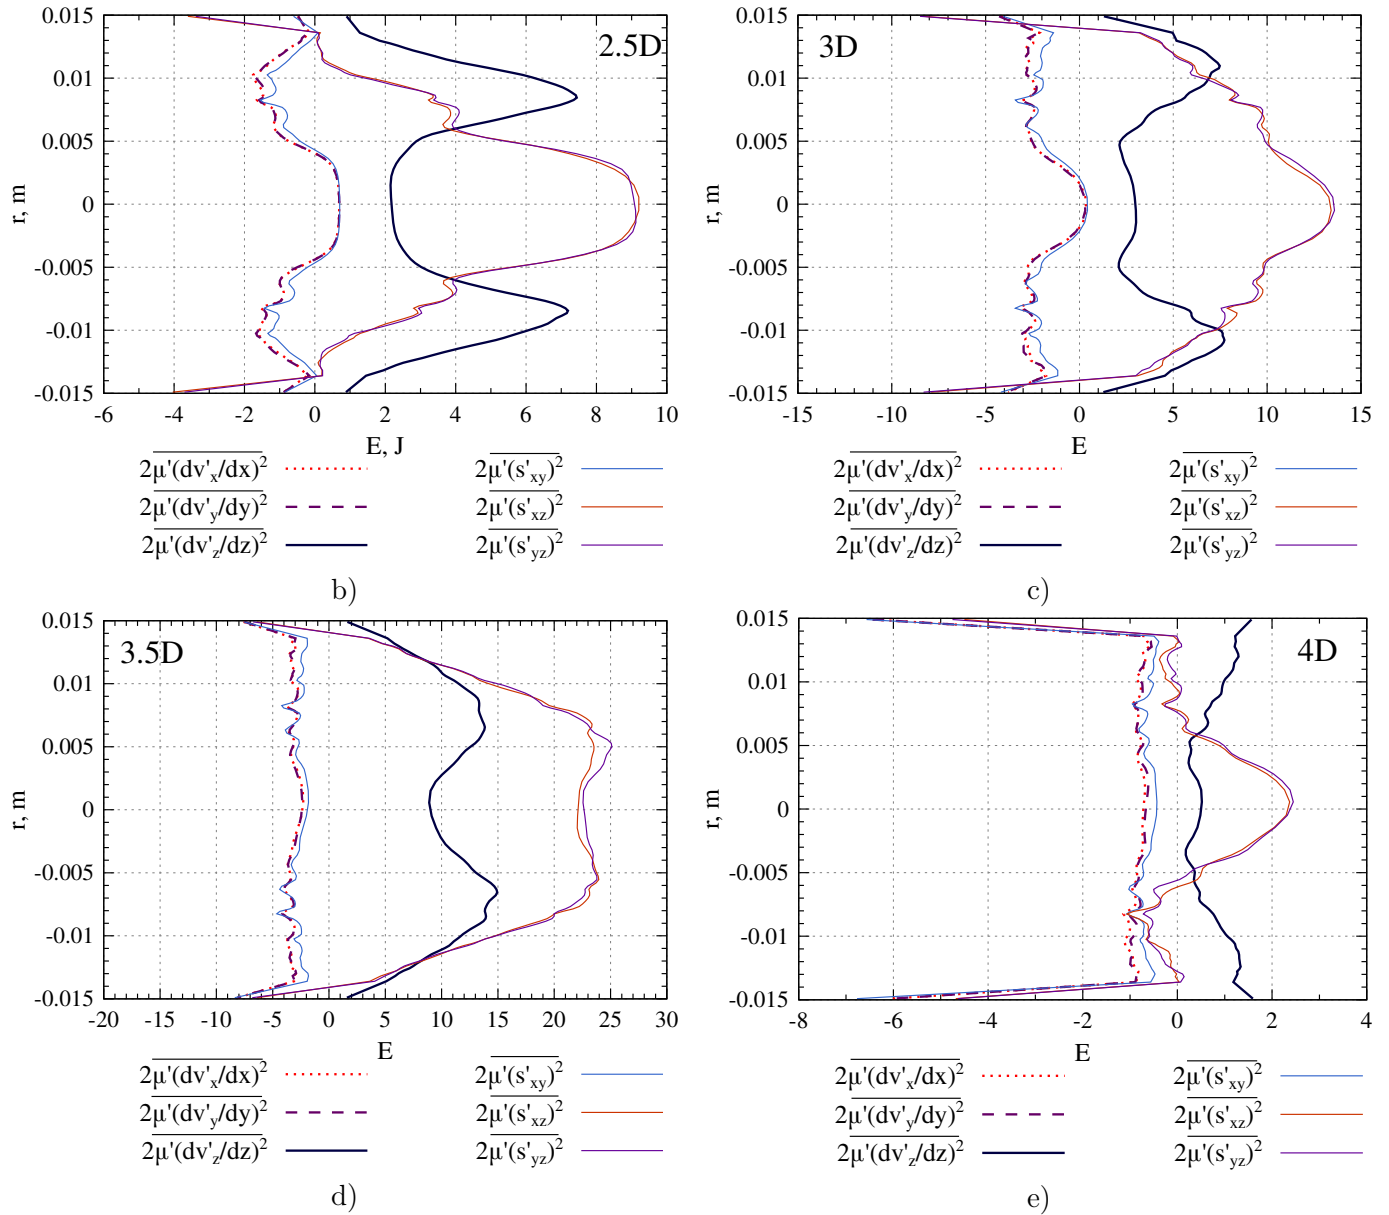 0.015
0.01
0.005
0
-0.005
-0.01
-0.015
r, m
2.5D
-6 -4 -2 0 2 4 6 8 10
E, J
2μ'(dv'x/dx)² 2μ'(s'xy)²
2μ'(dv'y/dy)² 2μ'(s'xz)²
2μ'(dv'z/dz)² 2μ'(s'yz)²
b)
0.015
0.01
0.005
0
-0.005
-0.01
-0.015
r, m
3D
-15 -10 -5 0 5 10 15
E
2μ'(dv'x/dx)² 2μ'(s'xy)²
2μ'(dv'y/dy)² 2μ'(s'xz)²
2μ'(dv'z/dz)² 2μ'(s'yz)²
c)
0.015
0.01
0.005
0
-0.005
-0.01
-0.015
r, m
3.5D
-20 -15 -10 -5 0 5 10 15 20 25 30
E
2μ'(dv'x/dx)² 2μ'(s'xy)²
2μ'(dv'y/dy)² 2μ'(s'xz)²
2μ'(dv'z/dz)² 2μ'(s'yz)²
d)
0.015
0.01
0.005
0
-0.005
-0.01
-0.015
r, m
4D
-8 -6 -4 -2 0 2 4
E
2μ'(dv'x/dx)² 2μ'(s'xy)²
2μ'(dv'y/dy)² 2μ'(s'xz)²
2μ'(dv'z/dz)² 2μ'(s'yz)²
e)